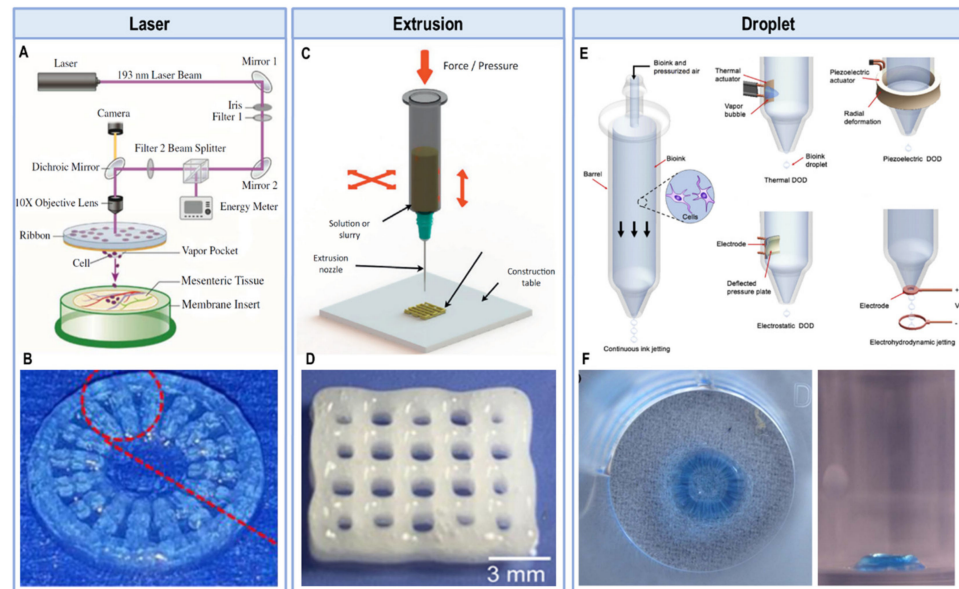 Laser
Extrusion
Droplet
A
Laser
193 nm Laser Beam
Mirror 1
Iris
Filter 1
Camera
Filter 2 Beam Splitter
Dichroic Mirror
Mirror 2
10X Objective Lens
Energy Meter
Ribbon
Vapor Pocket
Cell
Mesenteric Tissue
Membrane Insert
B
C
Force / Pressure
Solution or
slurry
Extrusion
nozzle
Construction
table
D
3 mm
E
Bioink and
pressurized air
Bioink
Barrel
Cells
Continuous ink jetting
Thermal
actuator
Vapor
bubble
Bioink
droplet
Thermal DOD
Piezoelectric
actuator
Radial
deformation
Piezoelectric DOD
Electrode
Deflected
pressure plate
Electrostatic DOD
Electrode
+
V
-
Electrohydrodynamic jetting
F
D